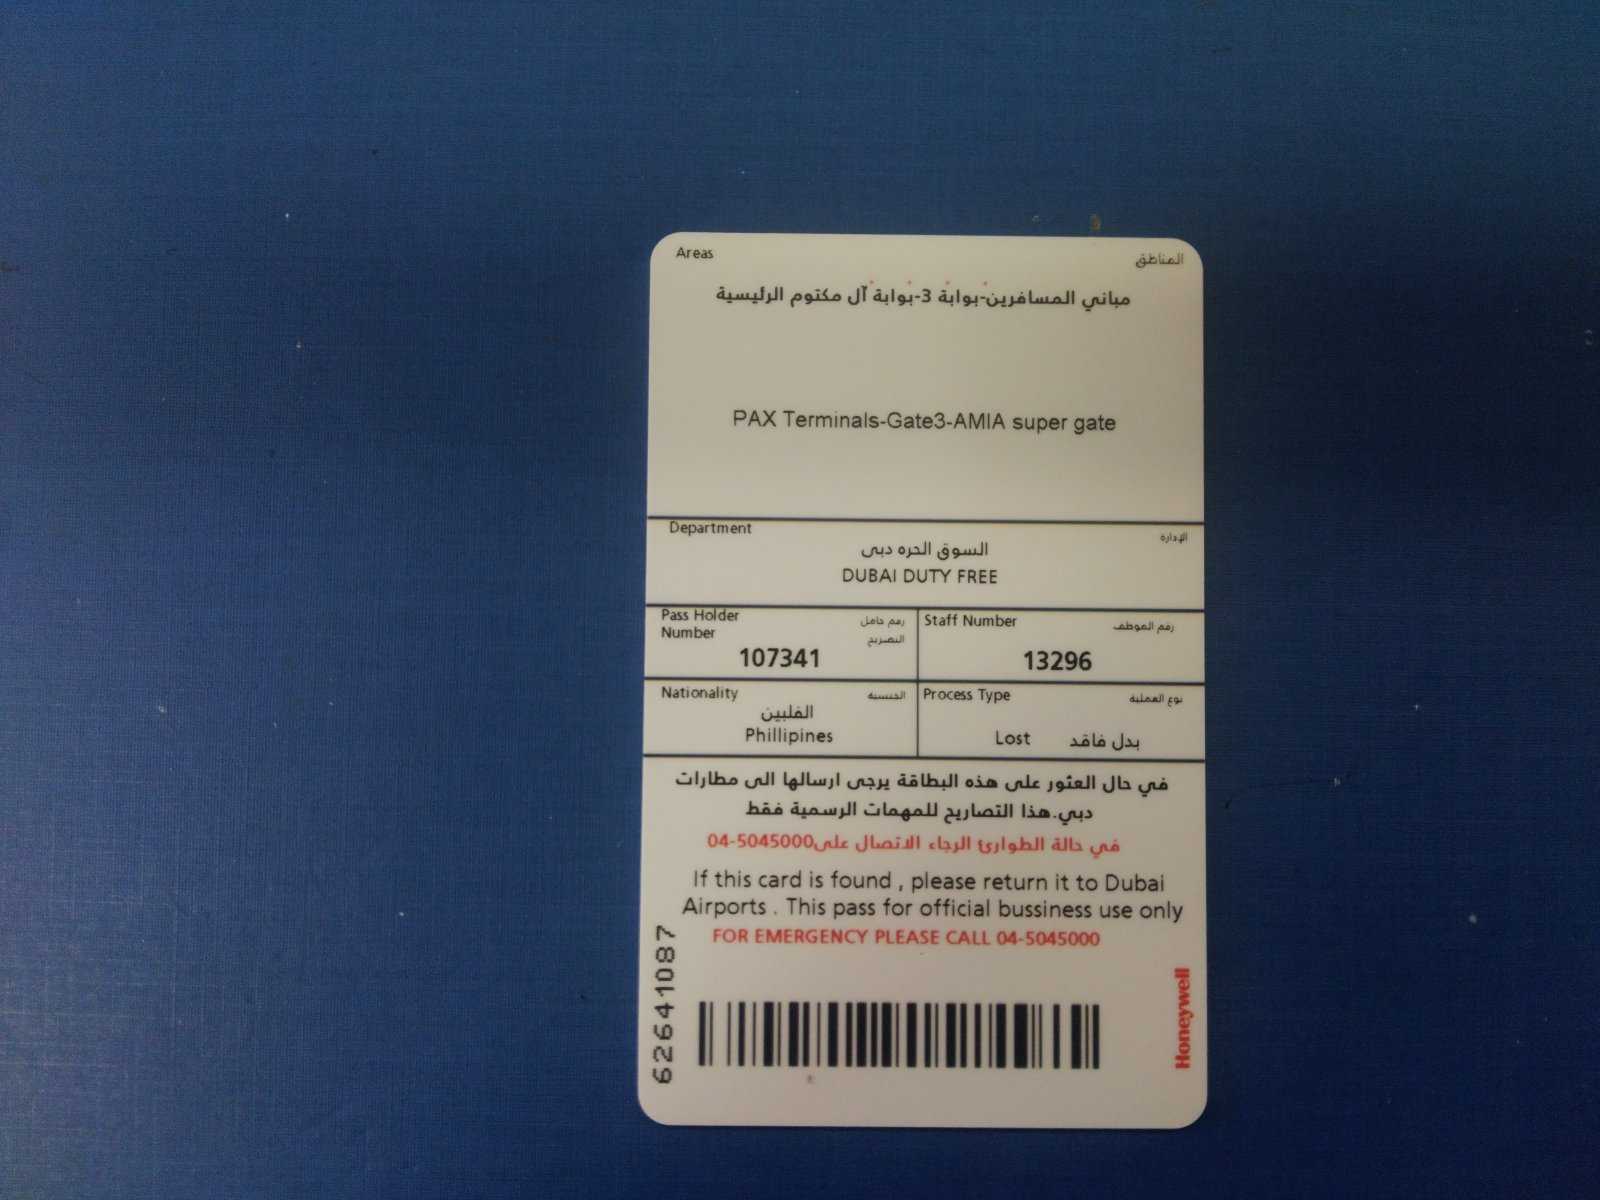 Areas المناطق
مباني المسافرين-بوابة 3-بوابة آل مكتوم الرئيسية
PAX Terminals-Gate3-AMIA super gate
Department الإدارة
السوق الحره دبى
DUBAI DUTY FREE
Pass Holder Number رقم حامل التصريح
107341
Staff Number رقم الموظف
13296
Nationality الجنسية
الفلبين
Phillipines
Process Type نوع العملية
Lost بدل فاقد
في حال العثور على هذه البطاقة يرجى ارسالها الى مطارات
دبي.هذا التصاريح للمهمات الرسمية فقط
في حالة الطوارئ الرجاء الاتصال على04-5045000
If this card is found , please return it to Dubai
Airports . This pass for official bussiness use only
FOR EMERGENCY PLEASE CALL 04-5045000
62641087
Honeywell